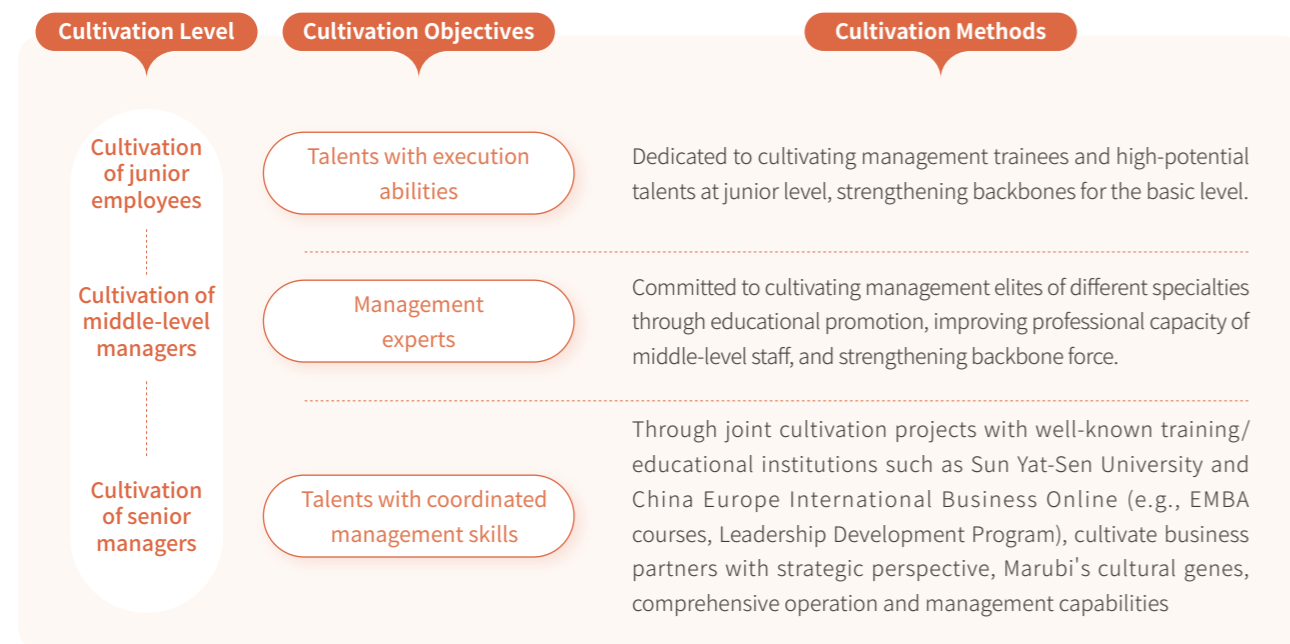 Cultivation Level
Cultivation Objectives
Cultivation Methods
Cultivation
of junior
employees
Talents with execution
abilities
Dedicated to cultivating management trainees and high-potential
talents at junior level, strengthening backbones for the basic level.
Cultivation of
middle-level
managers
Management
experts
Committed to cultivating management elites of different specialties
through educational promotion, improving professional capacity of
middle-level staff, and strengthening backbone force.
Cultivation
of senior
managers
Talents with coordinated
management skills
Through joint cultivation projects with well-known training/
educational institutions such as Sun Yat-Sen University and
China Europe International Business Online (e.g., EMBA
courses, Leadership Development Program), cultivate business
partners with strategic perspective, Marubi's cultural genes,
comprehensive operation and management capabilities